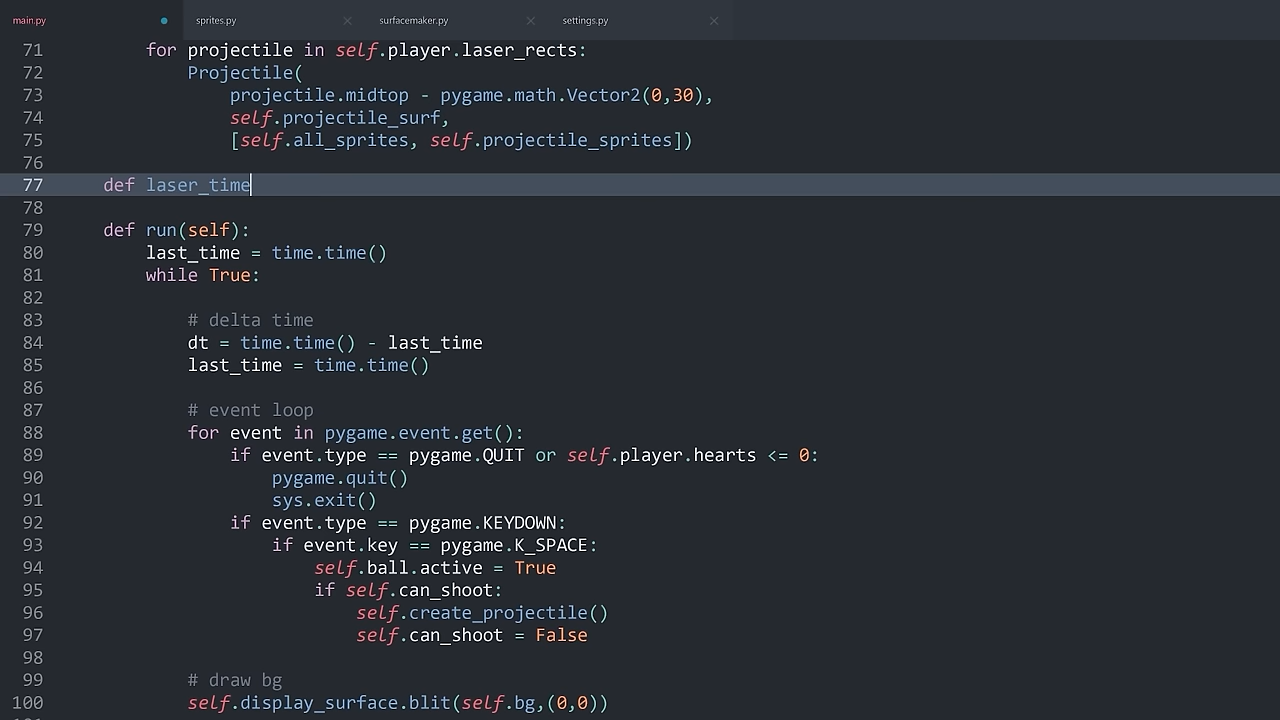 main.py sprites.py surfacemaker.py settings.py
71 for projectile in self.player.laser_rects:
72 Projectile(
73 projectile.midtop - pygame.math.Vector2(0,30),
74 self.projectile_surf,
75 [self.all_sprites, self.projectile_sprites])
76
77 def laser_time
78
79 def run(self):
80 last_time = time.time()
81 while True:
82
83 # delta time
84 dt = time.time() - last_time
85 last_time = time.time()
86
87 # event loop
88 for event in pygame.event.get():
89 if event.type == pygame.QUIT or self.player.hearts <= 0:
90 pygame.quit()
91 sys.exit()
92 if event.type == pygame.KEYDOWN:
93 if event.key == pygame.K_SPACE:
94 self.ball.active = True
95 if self.can_shoot:
96 self.create_projectile()
97 self.can_shoot = False
98
99 # draw bg
100 self.display_surface.blit(self.bg,(0,0))